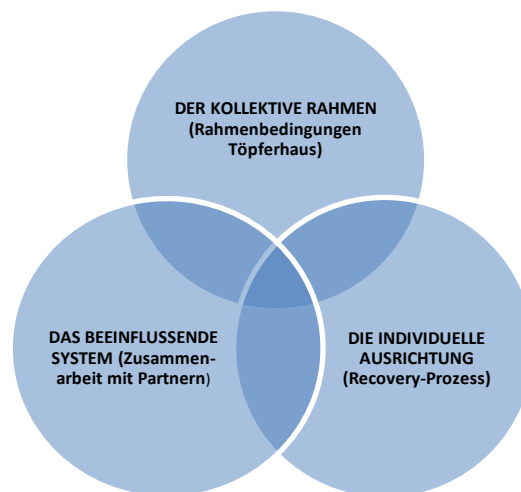 DER KOLLEKTIVE RAHMEN
(Rahmenbedingungen
Töpferhaus)
DAS BEEINFLUSSENDE
SYSTEM (Zusammen-
arbeit mit Partnern)
DIE INDIVIDUELLE
AUSRICHTUNG
(Recovery-Prozess)